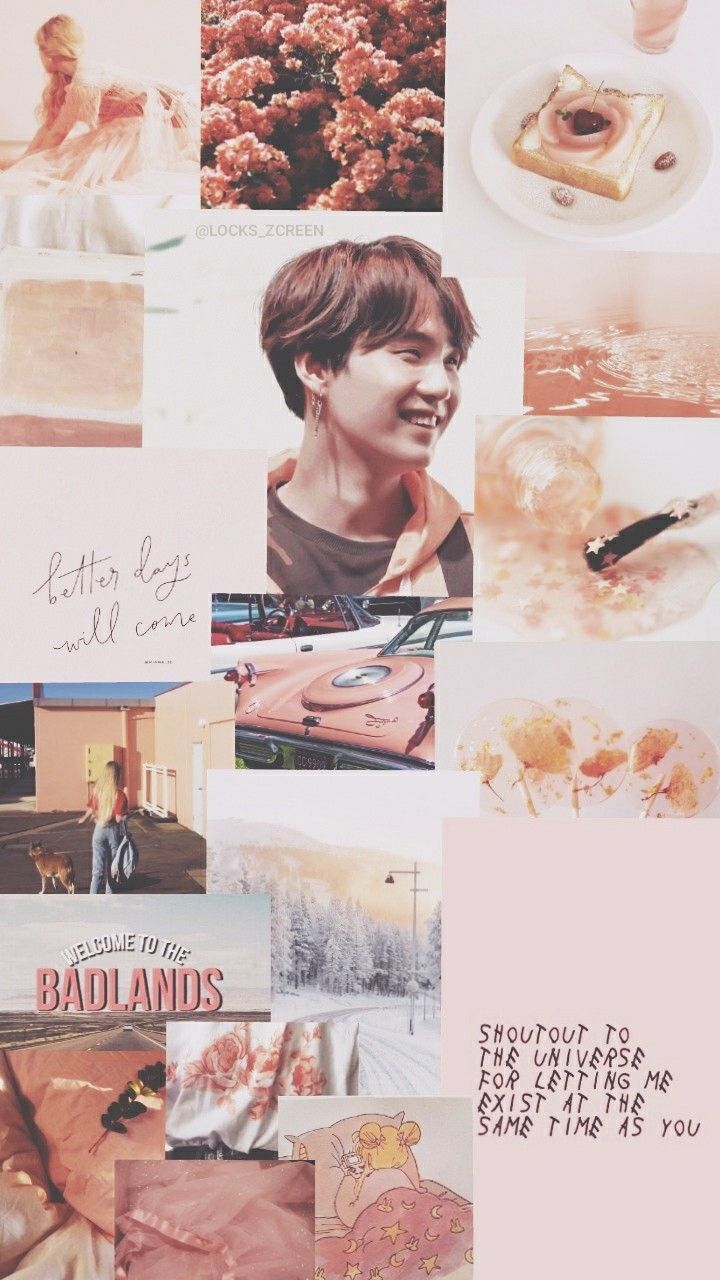 @LOCKS_ZCREEN
better days
will come
WELCOME TO THE
BADLANDS
SHOUTOUT TO
THE UNIVERSE
FOR LETTING ME
EXIST AT THE
SAME TIME AS YOU